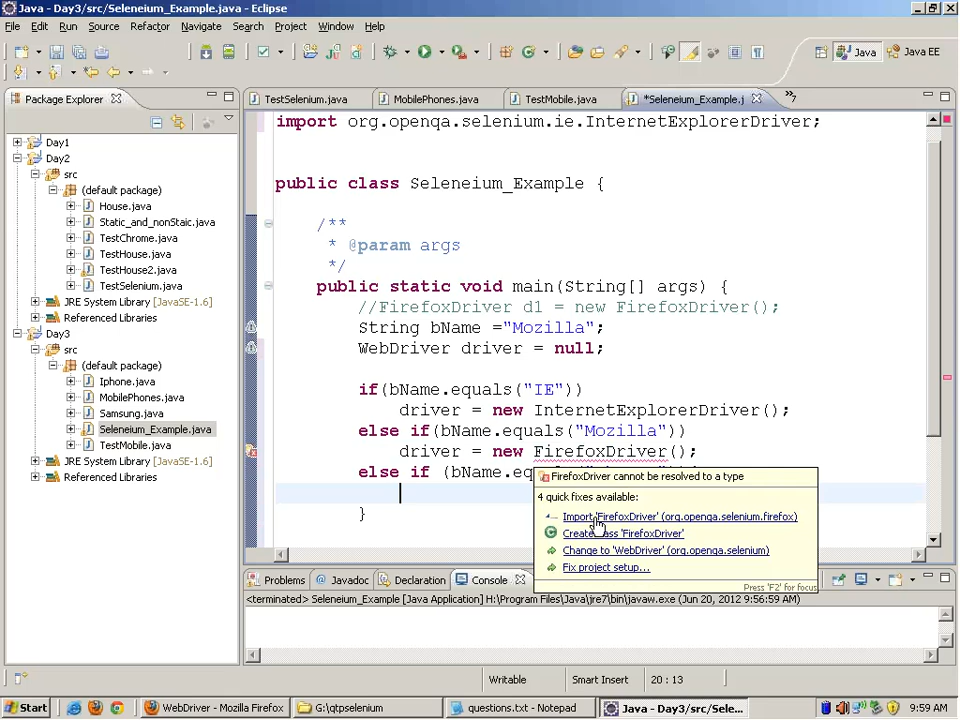 Java - Day3/src/Seleneium_Example.java - Eclipse
File Edit Run Source Refactor Navigate Search Project Window Help
Java Java EE
Package Explorer
TestSelenium.java MobilePhones.java TestMobile.java *Seleneium_Example.j »7
Day1
Day2
src
(default package)
House.java
Static_and_nonStaic.java
TestChrome.java
TestHouse.java
TestHouse2.java
TestSelenium.java
JRE System Library [JavaSE-1.6]
Referenced Libraries
Day3
src
(default package)
Iphone.java
MobilePhones.java
Samsung.java
Seleneium_Example.java
TestMobile.java
JRE System Library [JavaSE-1.6]
Referenced Libraries
import org.openqa.selenium.ie.InternetExplorerDriver;
public class Seleneium_Example {
/**
* @param args
*/
public static void main(String[] args) {
//FirefoxDriver d1 = new FirefoxDriver();
String bName ="Mozilla";
WebDriver driver = null;
if(bName.equals("IE"))
driver = new InternetExplorerDriver();
else if(bName.equals("Mozilla"))
driver = new FirefoxDriver();
else if (bName.eq
}
FirefoxDriver cannot be resolved to a type
4 quick fixes available:
Import 'FirefoxDriver' (org.openqa.selenium.firefox)
Create class 'FirefoxDriver'
Change to 'WebDriver' (org.openqa.selenium)
Fix project setup...
Press 'F2' for focus
Problems Javadoc Declaration Console
<terminated> Seleneium_Example [Java Application] H:\Program Files\Java\jre7\bin\javaw.exe (Jun 20, 2012 9:56:59 AM)
Writable Smart Insert 20 : 13
Start WebDriver - Mozilla Firefox G:\qtpselenium questions.txt - Notepad Java - Day3/src/Sele... 9:59 AM